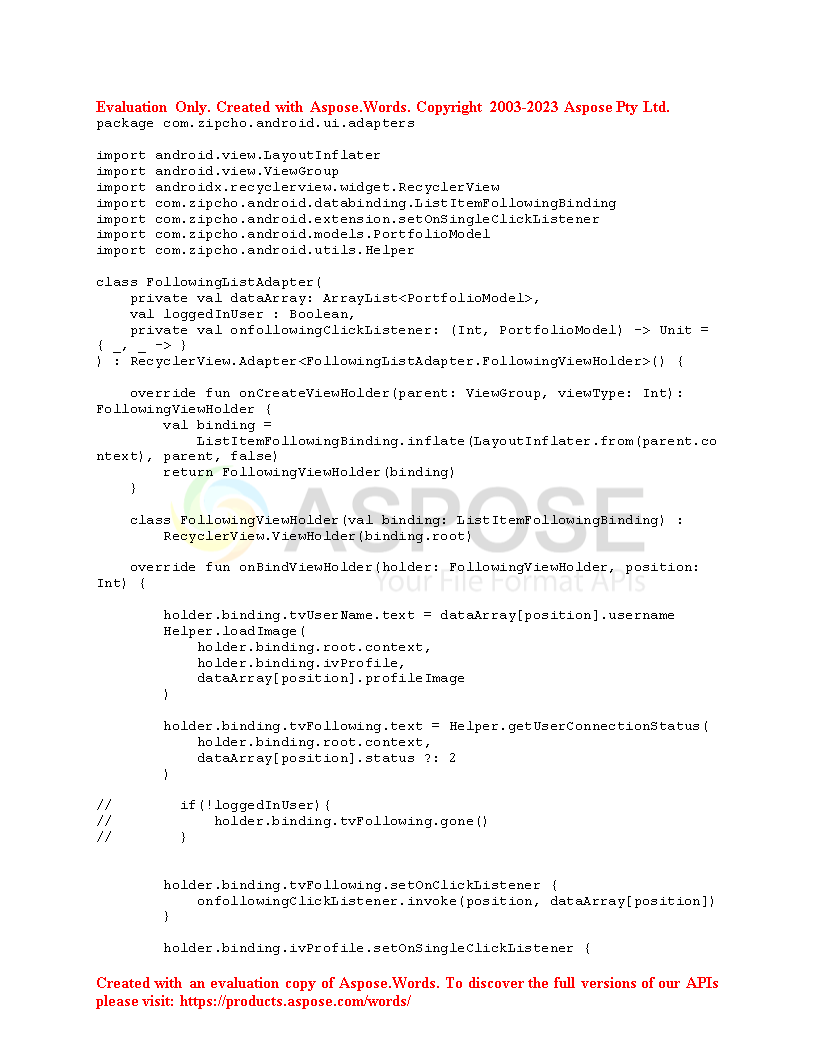 Evaluation Only. Created with Aspose.Words. Copyright 2003-2023 Aspose Pty Ltd.
package com.zipcho.android.ui.adapters

import android.view.LayoutInflater
import android.view.ViewGroup
import androidx.recyclerview.widget.RecyclerView
import com.zipcho.android.databinding.ListItemFollowingBinding
import com.zipcho.android.extension.setOnSingleClickListener
import com.zipcho.android.models.PortfolioModel
import com.zipcho.android.utils.Helper

class FollowingListAdapter(
    private val dataArray: ArrayList<PortfolioModel>,
    val loggedInUser : Boolean,
    private val onfollowingClickListener: (Int, PortfolioModel) -> Unit =
{ _, _ -> }
) : RecyclerView.Adapter<FollowingListAdapter.FollowingViewHolder>() {

    override fun onCreateViewHolder(parent: ViewGroup, viewType: Int):
FollowingViewHolder {
        val binding =
            ListItemFollowingBinding.inflate(LayoutInflater.from(parent.co
ntext), parent, false)
        return FollowingViewHolder(binding)
    }

    class FollowingViewHolder(val binding: ListItemFollowingBinding) :
        RecyclerView.ViewHolder(binding.root)

    override fun onBindViewHolder(holder: FollowingViewHolder, position:
Int) {

        holder.binding.tvUserName.text = dataArray[position].username
        Helper.loadImage(
            holder.binding.root.context,
            holder.binding.ivProfile,
            dataArray[position].profileImage
        )

        holder.binding.tvFollowing.text = Helper.getUserConnectionStatus(
            holder.binding.root.context,
            dataArray[position].status ?: 2
        )

//        if(!loggedInUser){
//            holder.binding.tvFollowing.gone()
//        }


        holder.binding.tvFollowing.setOnClickListener {
            onfollowingClickListener.invoke(position, dataArray[position])
        }

        holder.binding.ivProfile.setOnSingleClickListener {

ASPOSE
Your File Format APIs
Created with an evaluation copy of Aspose.Words. To discover the full versions of our APIs
please visit: https://products.aspose.com/words/